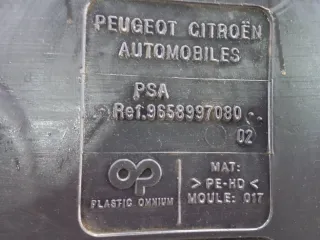 PEUGEOT CITROËN
AUTOMOBILES
PSA
Ref.9658997080
02
PLASTIC OMNIUM
MAT:
> PE-HD <
MOULE: 017